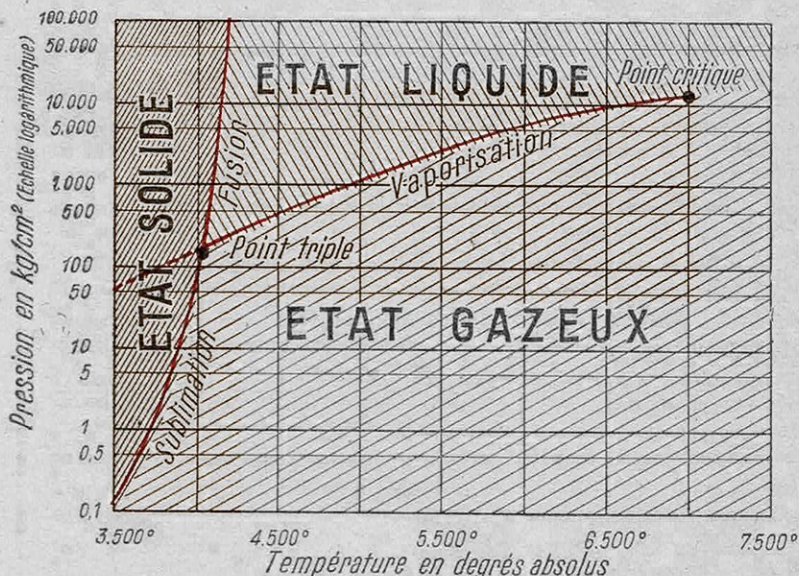 Pression en kg/cm² (Echelle logarithmique)
100.000
50.000
10.000
5.000
1.000
500
100
50
10
5
1
0,5
0,1
ETAT SOLIDE
ETAT LIQUIDE
Point critique
Fusion
Vaporisation
Point triple
ETAT GAZEUX
Sublimation
3.500° 4.500° 5.500° 6.500° 7.500°
Température en degrés absolus